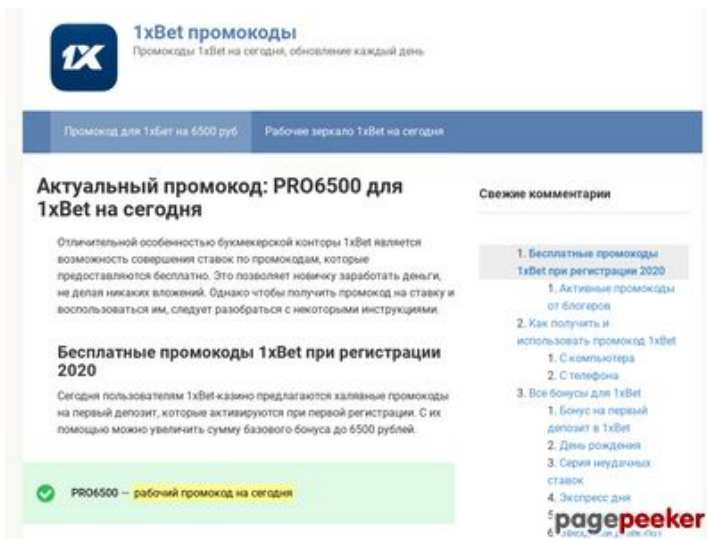 1X
1xBet промокоды
Промокоды 1xBet на сегодня, обновление каждый день
Промокод для 1хБет на 6500 руб
Рабочее зеркало 1xBet на сегодня
Актуальный промокод: PRO6500 для
1xBet на сегодня
Отличительной особенностью букмекерской конторы 1xBet является
возможность совершения ставок по промокодам, которые
предоставляются бесплатно. Это позволяет новичку заработать деньги,
не делая никаких вложений. Однако чтобы получить промокод на ставку и
воспользоваться им, следует разобраться с некоторыми инструкциями.
Бесплатные промокоды 1xBet при регистрации
2020
Сегодня пользователям 1xBet-казино предлагаются халявные промокоды
на первый депозит, которые активируются при первой регистрации. С их
помощью можно увеличить сумму базового бонуса до 6500 рублей.
PRO6500 — рабочий промокод на сегодня
Свежие комментарии
1. Бесплатные промокоды
1xBet при регистрации 2020
1. Активные промокоды
от блогеров
2. Как получить и
использовать промокод 1xBet
1. С компьютера
2. С телефона
3. Все бонусы для 1xBet
1. Бонус на первый
депозит в 1xBet
2. День рождения
3. Серия неудачных
ставок
4. Экспресс дня
5
6
pagepeeker